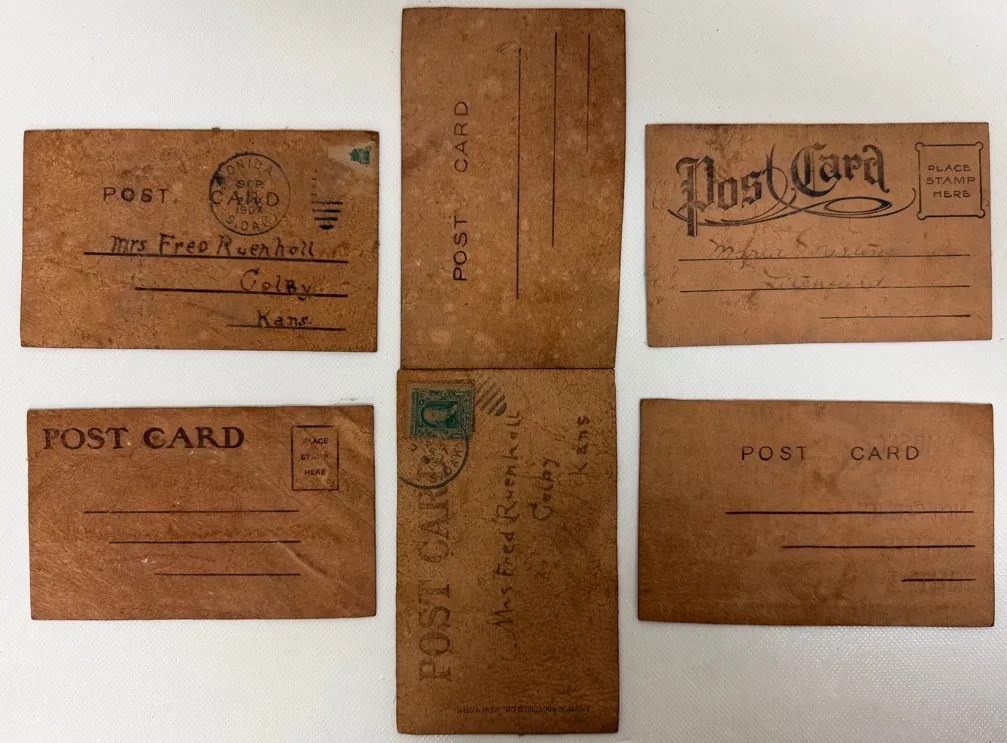 POST CARD
ONIDA
SEP
1907
S. DAK.
Mrs Fred Ruenholl
Colby
Kans.
POST CARD
Post Card
PLACE
STAMP
HERE
POST CARD
PLACE
STAMP
HERE
POST CARD
1
Mrs Fred Ruenholl
Colby
Kans
POST CARD